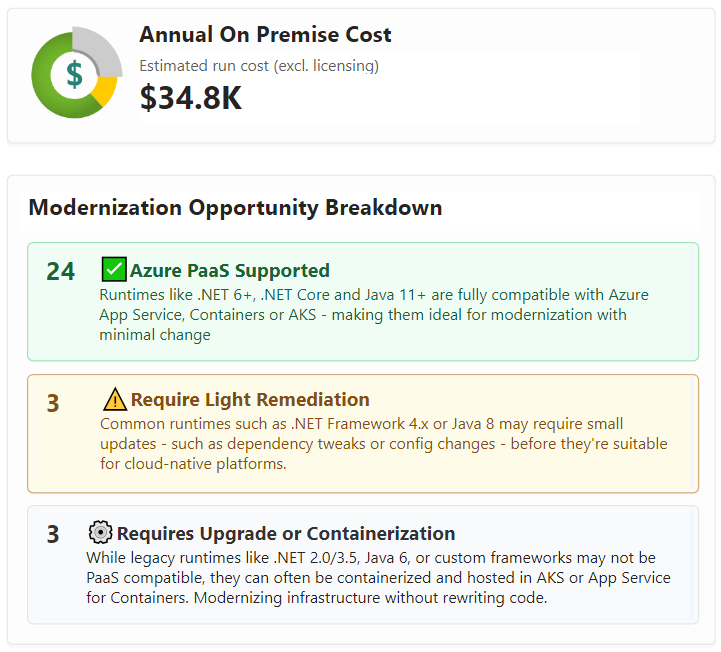 $
Annual On Premise Cost
Estimated run cost (excl. licensing)
$34.8K
Modernization Opportunity Breakdown
24
Azure PaaS Supported
Runtimes like .NET 6+, .NET Core and Java 11+ are fully compatible with Azure
App Service, Containers or AKS - making them ideal for modernization with
minimal change
3
Require Light Remediation
Common runtimes such as .NET Framework 4.x or Java 8 may require small
updates - such as dependency tweaks or config changes - before they're suitable
for cloud-native platforms.
3
Requires Upgrade or Containerization
While legacy runtimes like .NET 2.0/3.5, Java 6, or custom frameworks may not be
PaaS compatible, they can often be containerized and hosted in AKS or App Service
for Containers. Modernizing infrastructure without rewriting code.